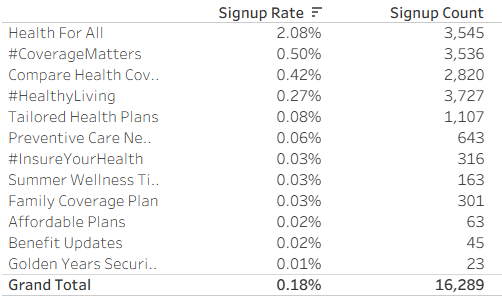 Signup Rate Signup Count
Health For All 2.08% 3,545
#CoverageMatters 0.50% 3,536
Compare Health Cov.. 0.42% 2,820
#HealthyLiving 0.27% 3,727
Tailored Health Plans 0.08% 1,107
Preventive Care Ne.. 0.06% 643
#InsureYourHealth 0.03% 316
Summer Wellness Ti.. 0.03% 163
Family Coverage Plan 0.03% 301
Affordable Plans 0.02% 63
Benefit Updates 0.02% 45
Golden Years Securi.. 0.01% 23
Grand Total 0.18% 16,289